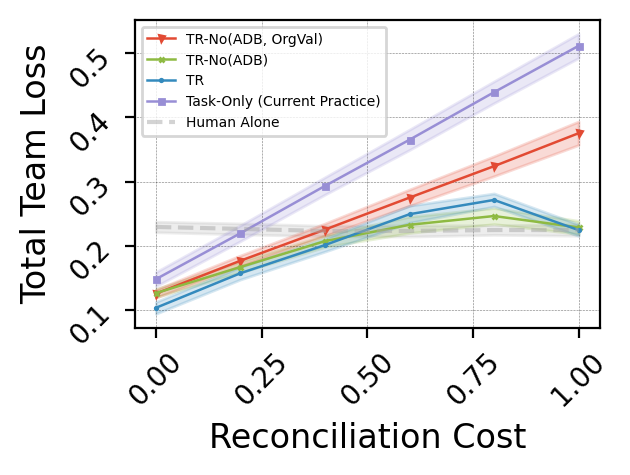 TR-No(ADB, OrgVal)
TR-No(ADB)
TR
Task-Only (Current Practice)
Human Alone
Total Team Loss
0.5
0.4
0.3
0.2
0.1
0.00
0.25
0.50
0.75
1.00
Reconciliation Cost